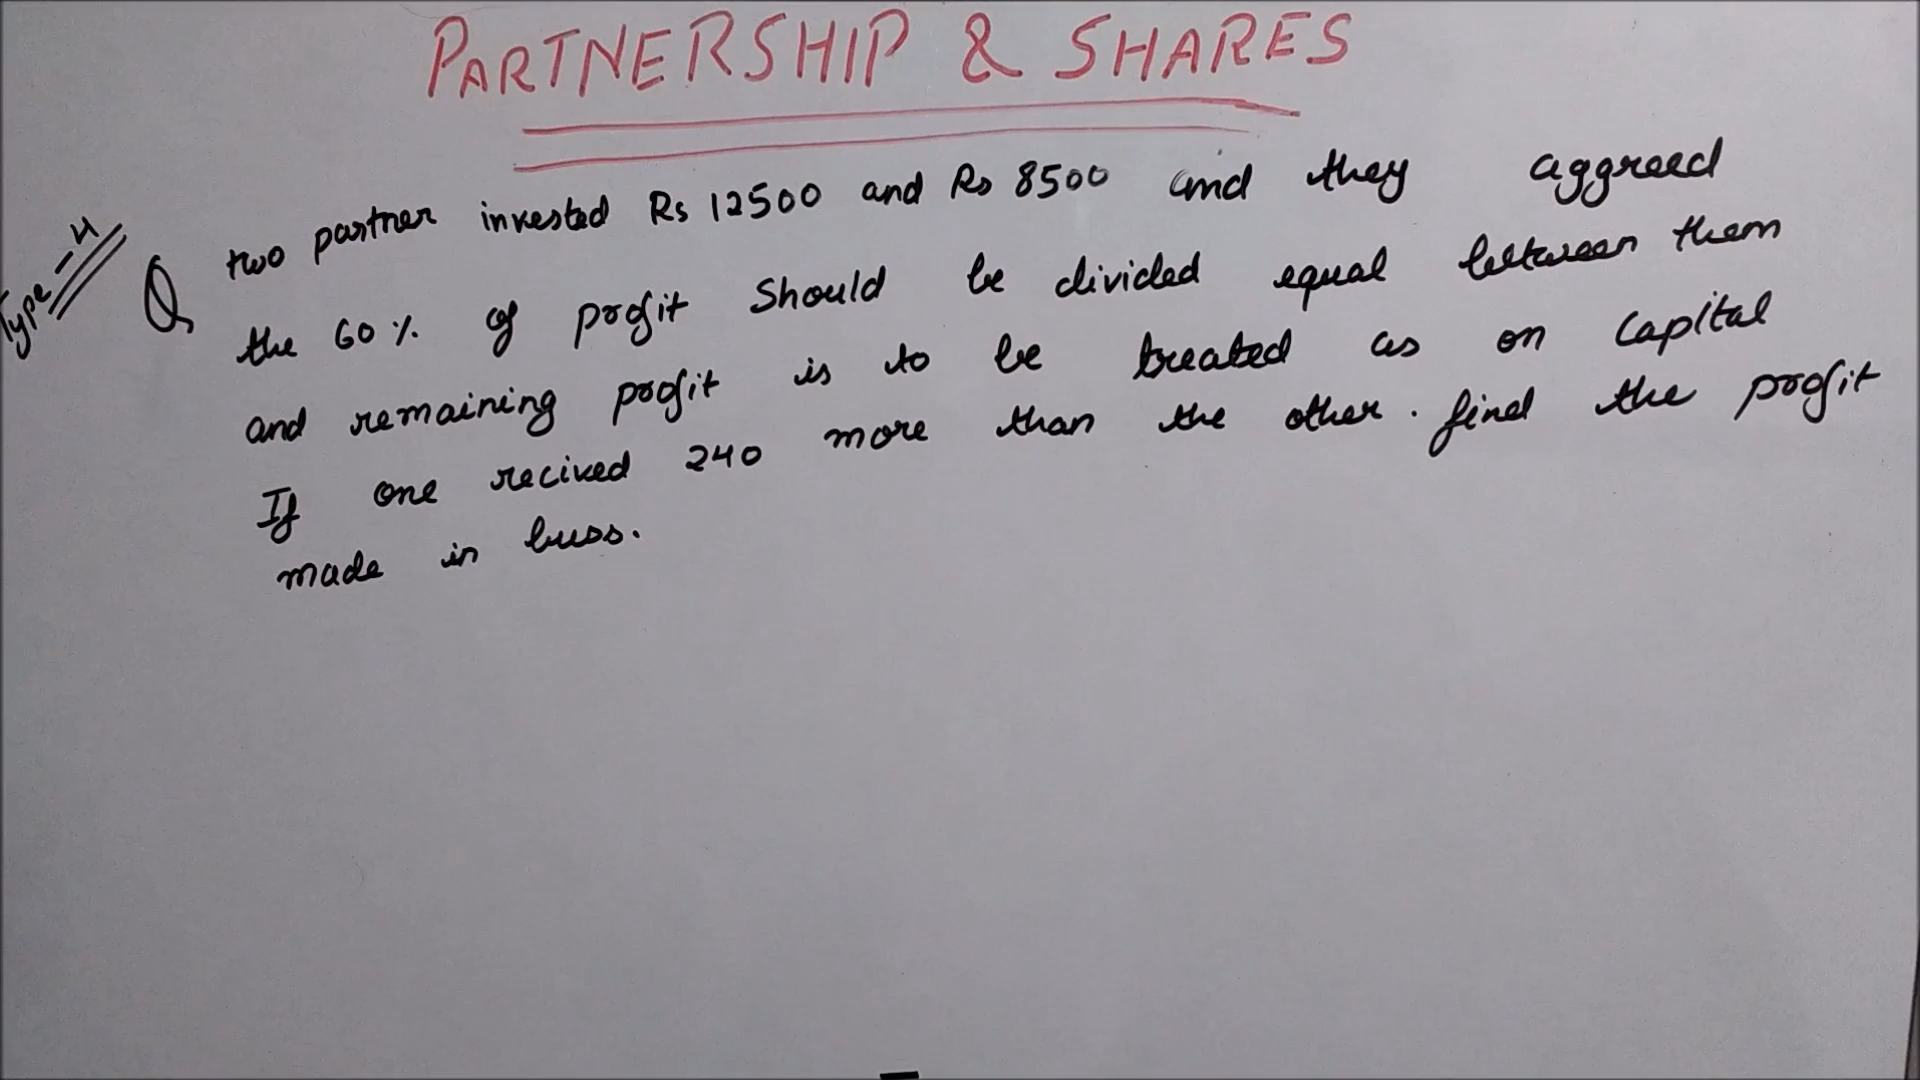 PARTNERSHIP & SHARES
Type-4
Q two partner invested Rs 12500 and Rs 8500 and they aggreed
the 60% of profit should be divided equal between them
and remaining profit is to be treated as on capital
If one recived 240 more than the other. find the profit
made in buss.